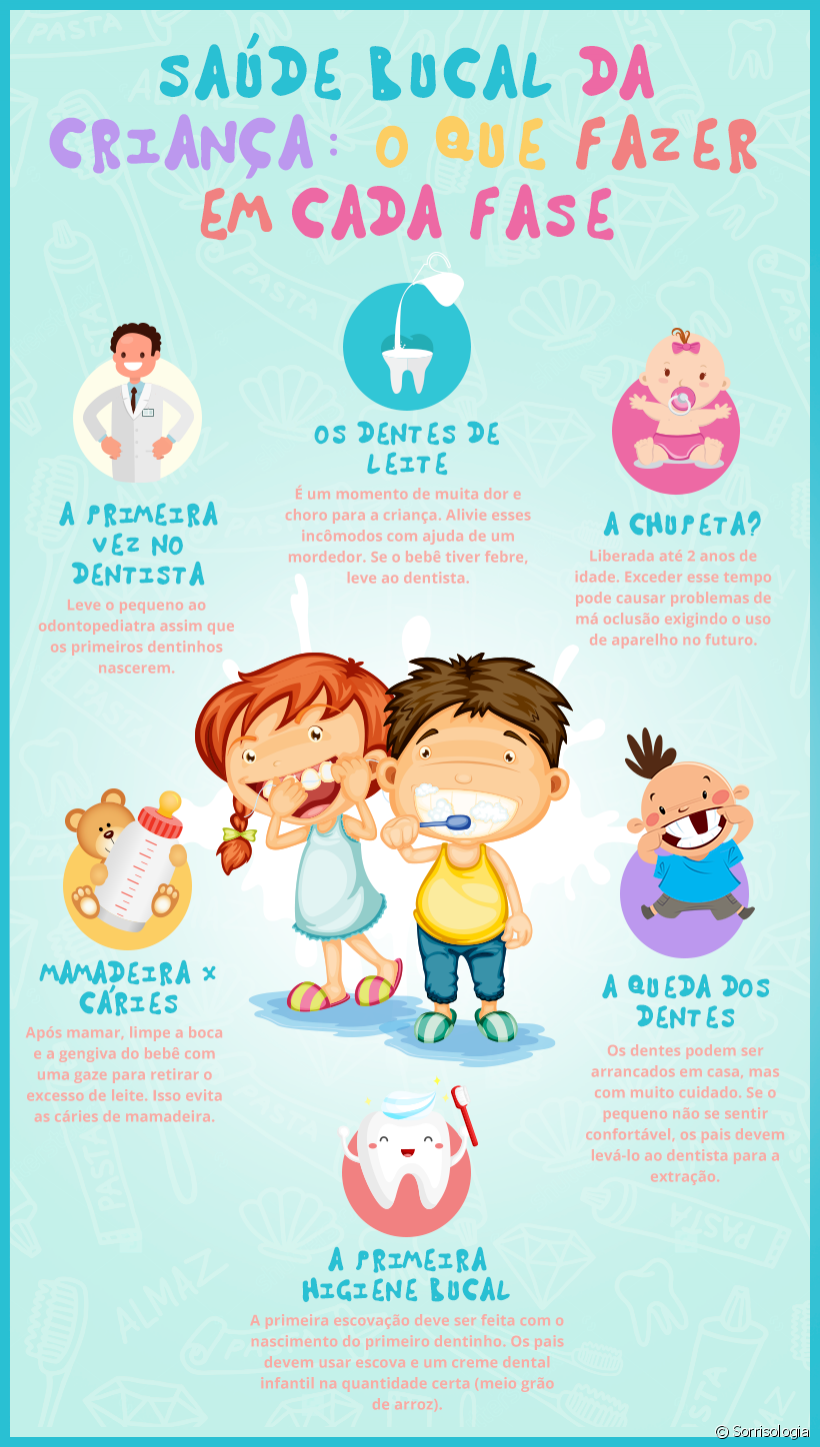 SAÚDE BUCAL DA
CRIANÇA: O QUE FAZER
EM CADA FASE
OS DENTES DE
LEITE
É um momento de muita dor e
choro para a criança. Alivie esses
incômodos com ajuda de um
mordedor. Se o bebê tiver febre,
leve ao dentista.
A PRIMEIRA
VEZ NO
DENTISTA
Leve o pequeno ao
odontopediatra assim que
os primeiros dentinhos
nascerem.
A CHUPETA?
Liberada até 2 anos de
idade. Exceder esse tempo
pode causar problemas de
má oclusão exigindo o uso
de aparelho no futuro.
MAMADEIRA X
CÁRIES
Após mamar, limpe a boca
e a gengiva do bebê com
uma gaze para retirar o
excesso de leite. Isso evita
as cáries de mamadeira.
A QUEDA DOS
DENTES
Os dentes podem ser
arrancados em casa, mas
com muito cuidado. Se o
pequeno não se sentir
confortável, os pais devem
levá-lo ao dentista para a
extração.
A PRIMEIRA
HIGIENE BUCAL
A primeira escovação deve ser feita com o
nascimento do primeiro dentinho. Os pais
devem usar escova e um creme dental
infantil na quantidade certa (meio grão
de arroz).
PASTA
ALMAZ
PASTA
PASTA
PASTA
PASTA
ALMAZ
© Sorrisologia